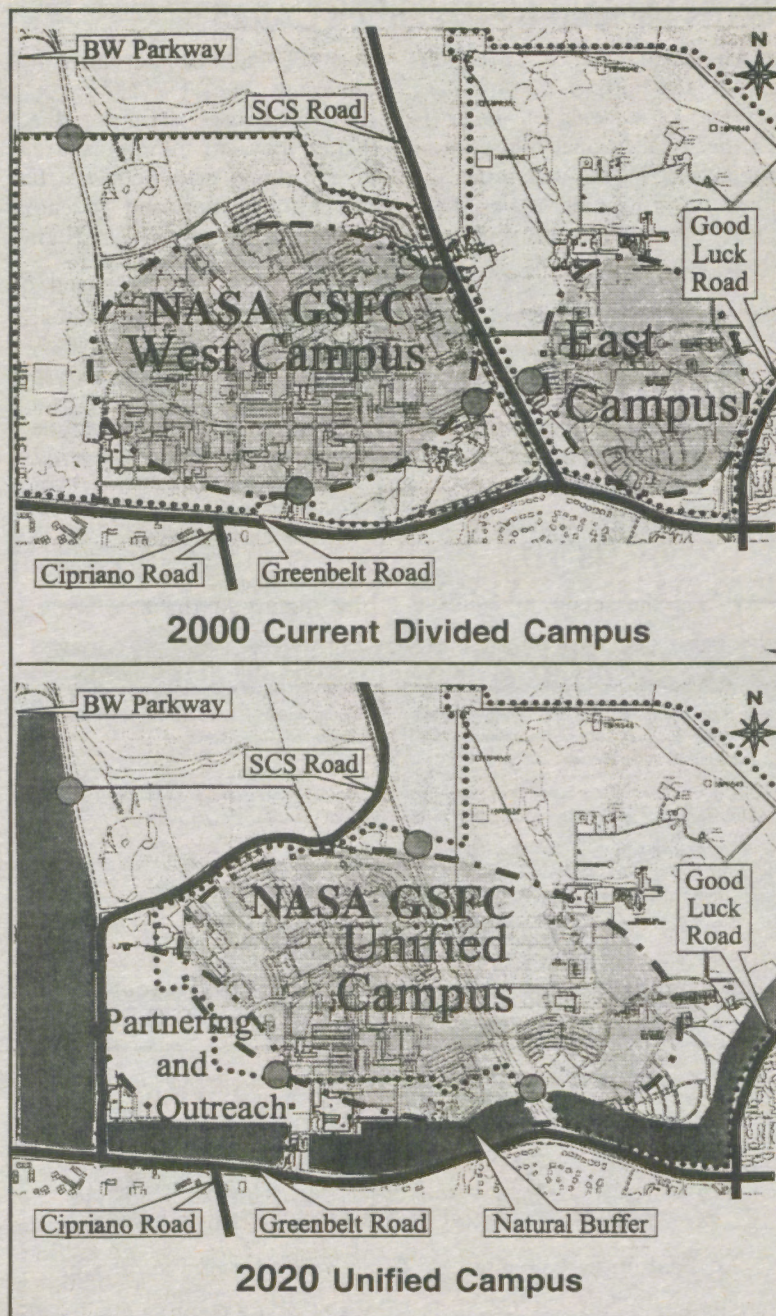 BW Parkway
N
SCS Road
Good
Luck
Road
NASA GSFC
West Campus
East
Campus
Cipriano Road
Greenbelt Road
2000 Current Divided Campus
BW Parkway
N
SCS Road
Good
Luck
Road
NASA GSFC
Unified
Campus
Partnering
and
Outreach
Cipriano Road
Greenbelt Road
Natural Buffer
2020 Unified Campus